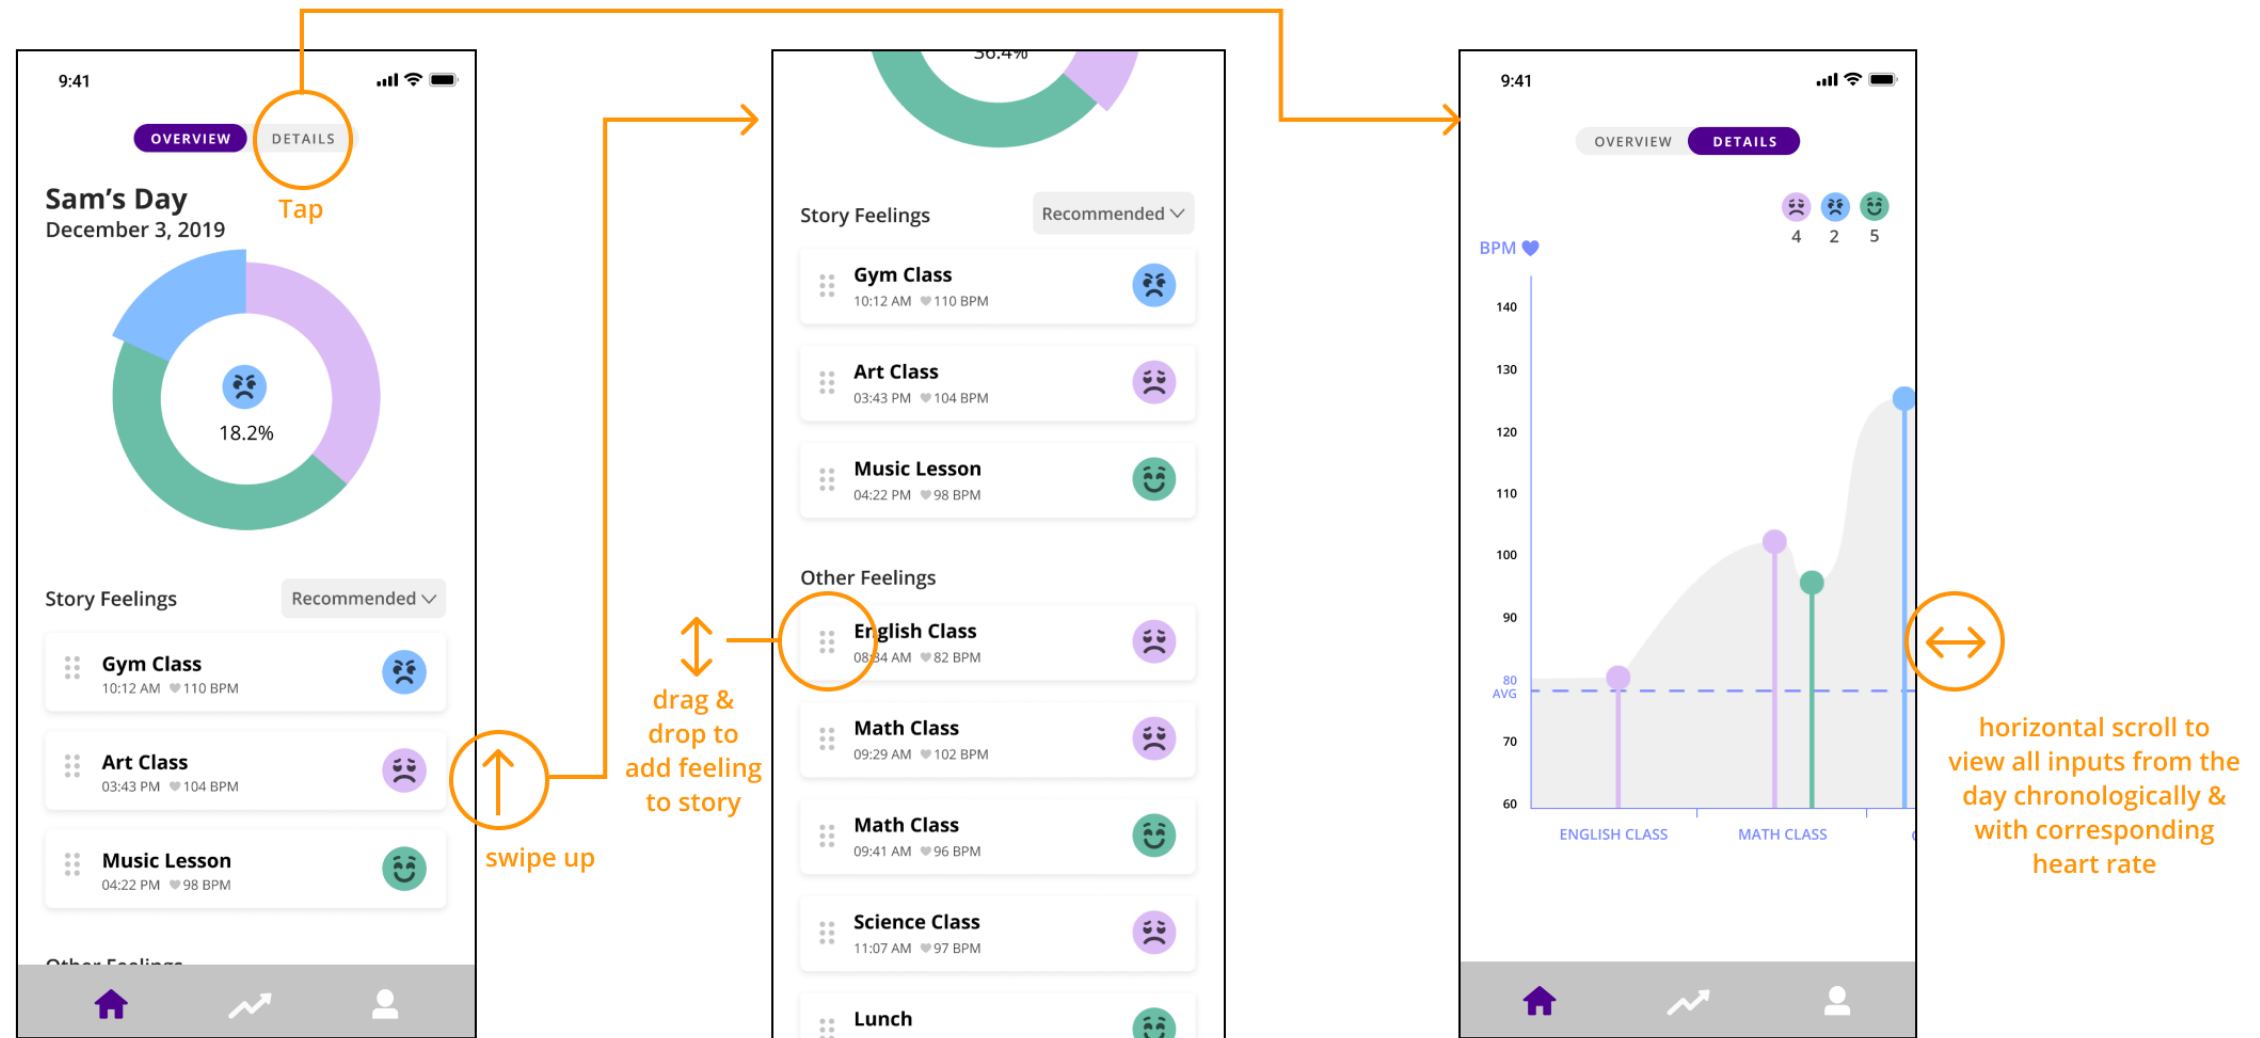 9:41
OVERVIEW DETAILS
Tap
Sam's Day
December 3, 2019
18.2%
Story Feelings Recommended
Gym Class
10:12 AM 110 BPM
Art Class
03:43 PM 104 BPM
Music Lesson
04:22 PM 98 BPM
Other Feelings
swipe up
36.4%
Story Feelings Recommended
Gym Class
10:12 AM 110 BPM
Art Class
03:43 PM 104 BPM
Music Lesson
04:22 PM 98 BPM
Other Feelings
English Class
08:34 AM 82 BPM
Math Class
09:29 AM 102 BPM
Math Class
09:41 AM 96 BPM
Science Class
11:07 AM 97 BPM
Lunch
drag &
drop to
add feeling
to story
9:41
OVERVIEW DETAILS
4 2 5
BPM
140
130
120
110
100
90
80
AVG
70
60
ENGLISH CLASS MATH CLASS
horizontal scroll to
view all inputs from the
day chronologically &
with corresponding
heart rate